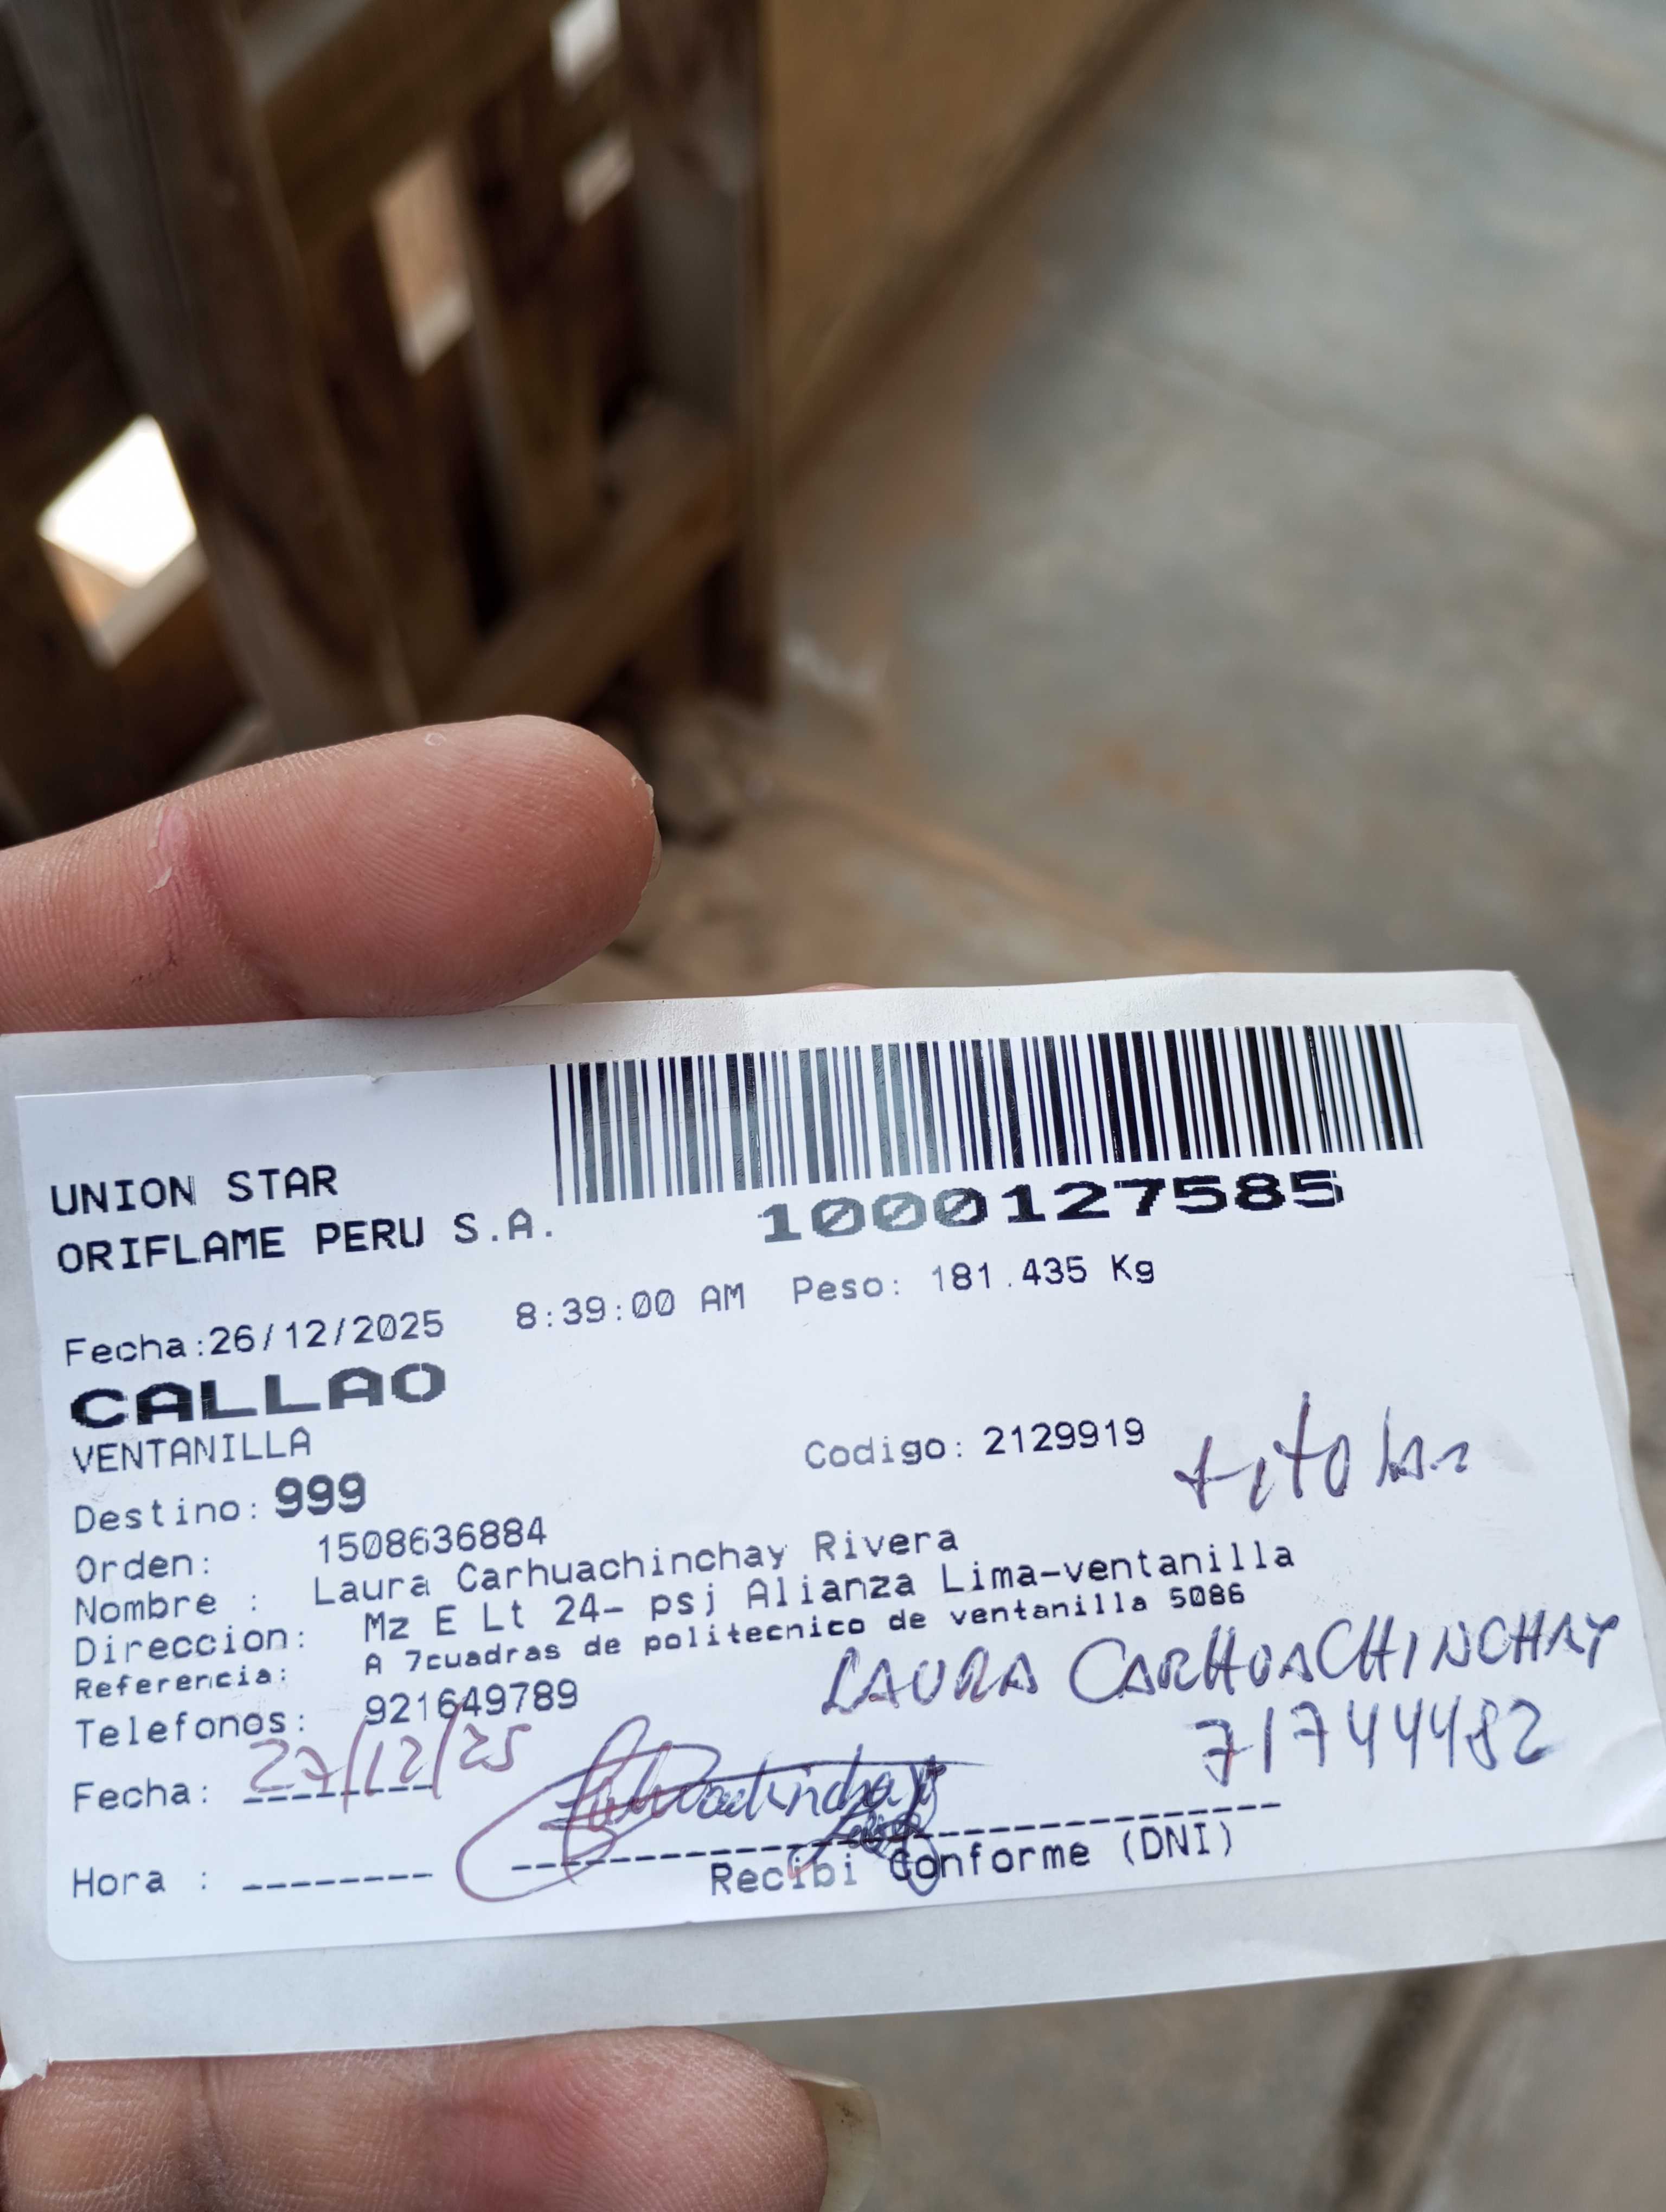 UNION STAR
ORIFLAME PERU S.A.
1000127585
Fecha:26/12/2025 8:39:00 AM Peso: 181.435 Kg
CALLAO
VENTANILLA
Codigo: 2129919
Destino: 999
Orden: 1508636884
Nombre : Laura Carhuachinchay Rivera
Direccion: Mz E Lt 24- psj Alianza Lima-ventanilla
Referencia: A 7cuadras de politecnico de ventanilla 5086
Telefonos: 921649789
LAURA CARHUACHINCHAY
71744482
Fecha: 27/12/25
Hora :
Recibi Conforme (DNI)